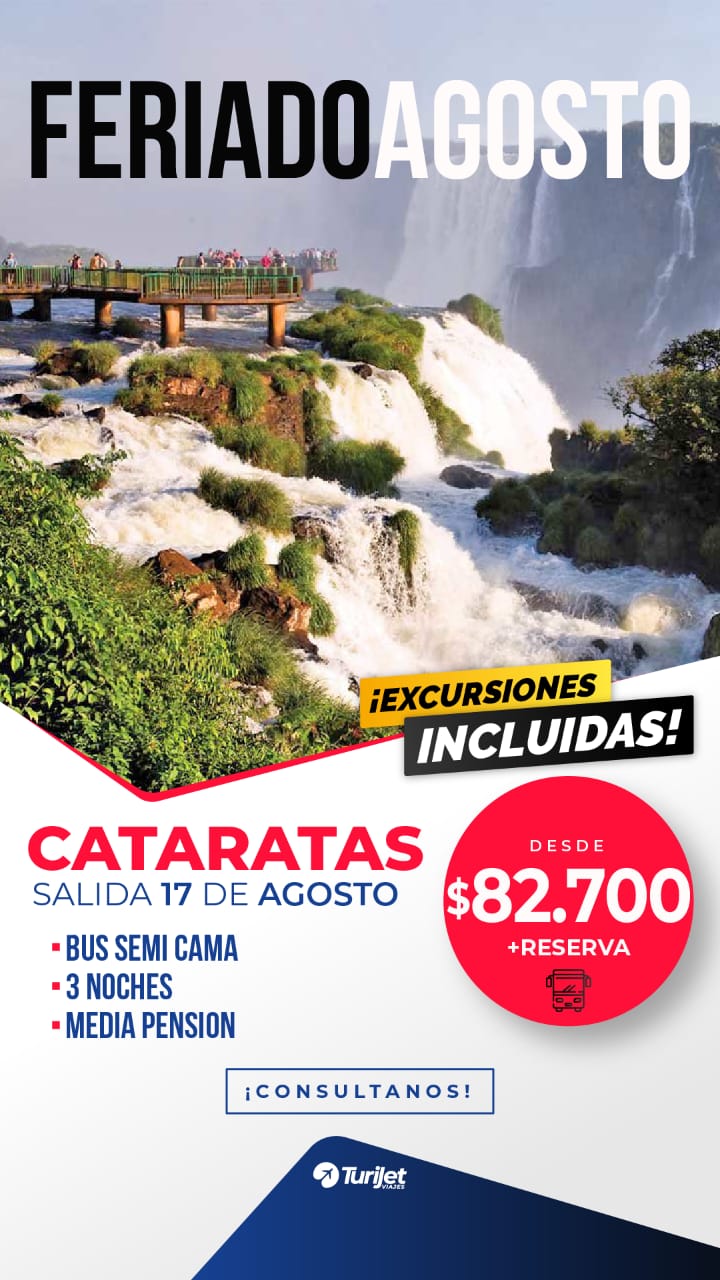 FERIADOAGOSTO
¡EXCURSIONES
INCLUIDAS!
CATARATAS
SALIDA 17 DE AGOSTO
▪ BUS SEMI CAMA
▪ 3 NOCHES
▪ MEDIA PENSION
DESDE
$82.700
+RESERVA
¡CONSULTANOS!
TuriJet
VIAJES